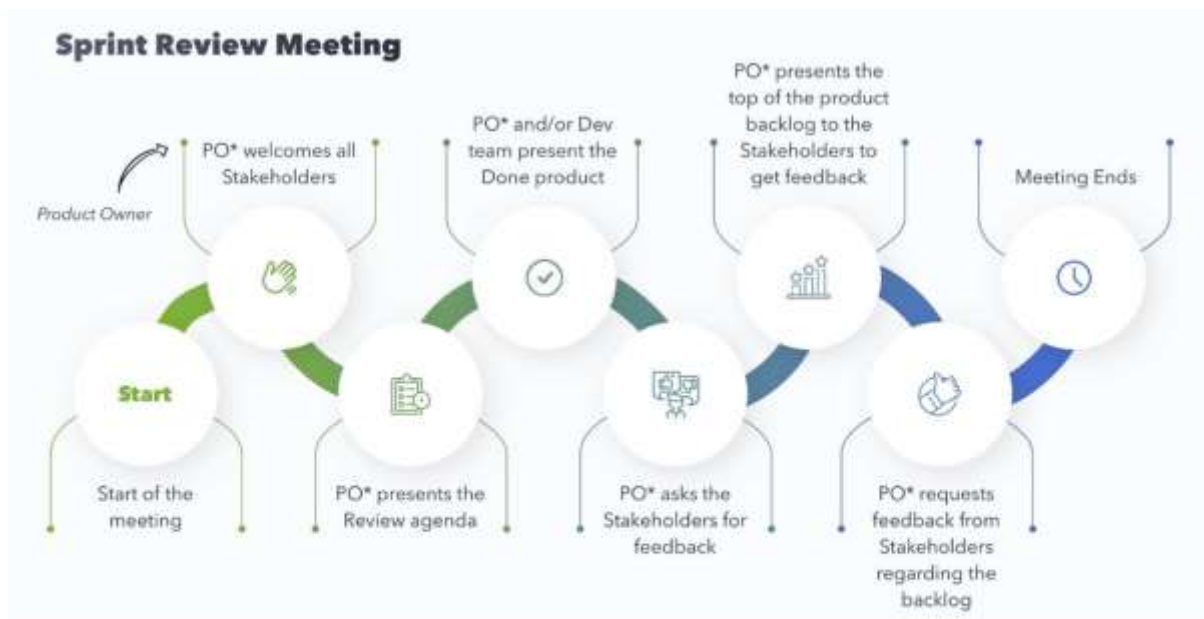 Sprint Review Meeting
Product Owner
Start
Start of the
meeting
PO* welcomes all
Stakeholders
PO* presents the
Review agenda
PO* and/or Dev
team present the
Done product
PO* asks the
Stakeholders for
feedback
PO* presents the
top of the product
backlog to the
Stakeholders to
get feedback
PO* requests
feedback from
Stakeholders
regarding the
backlog
Meeting Ends